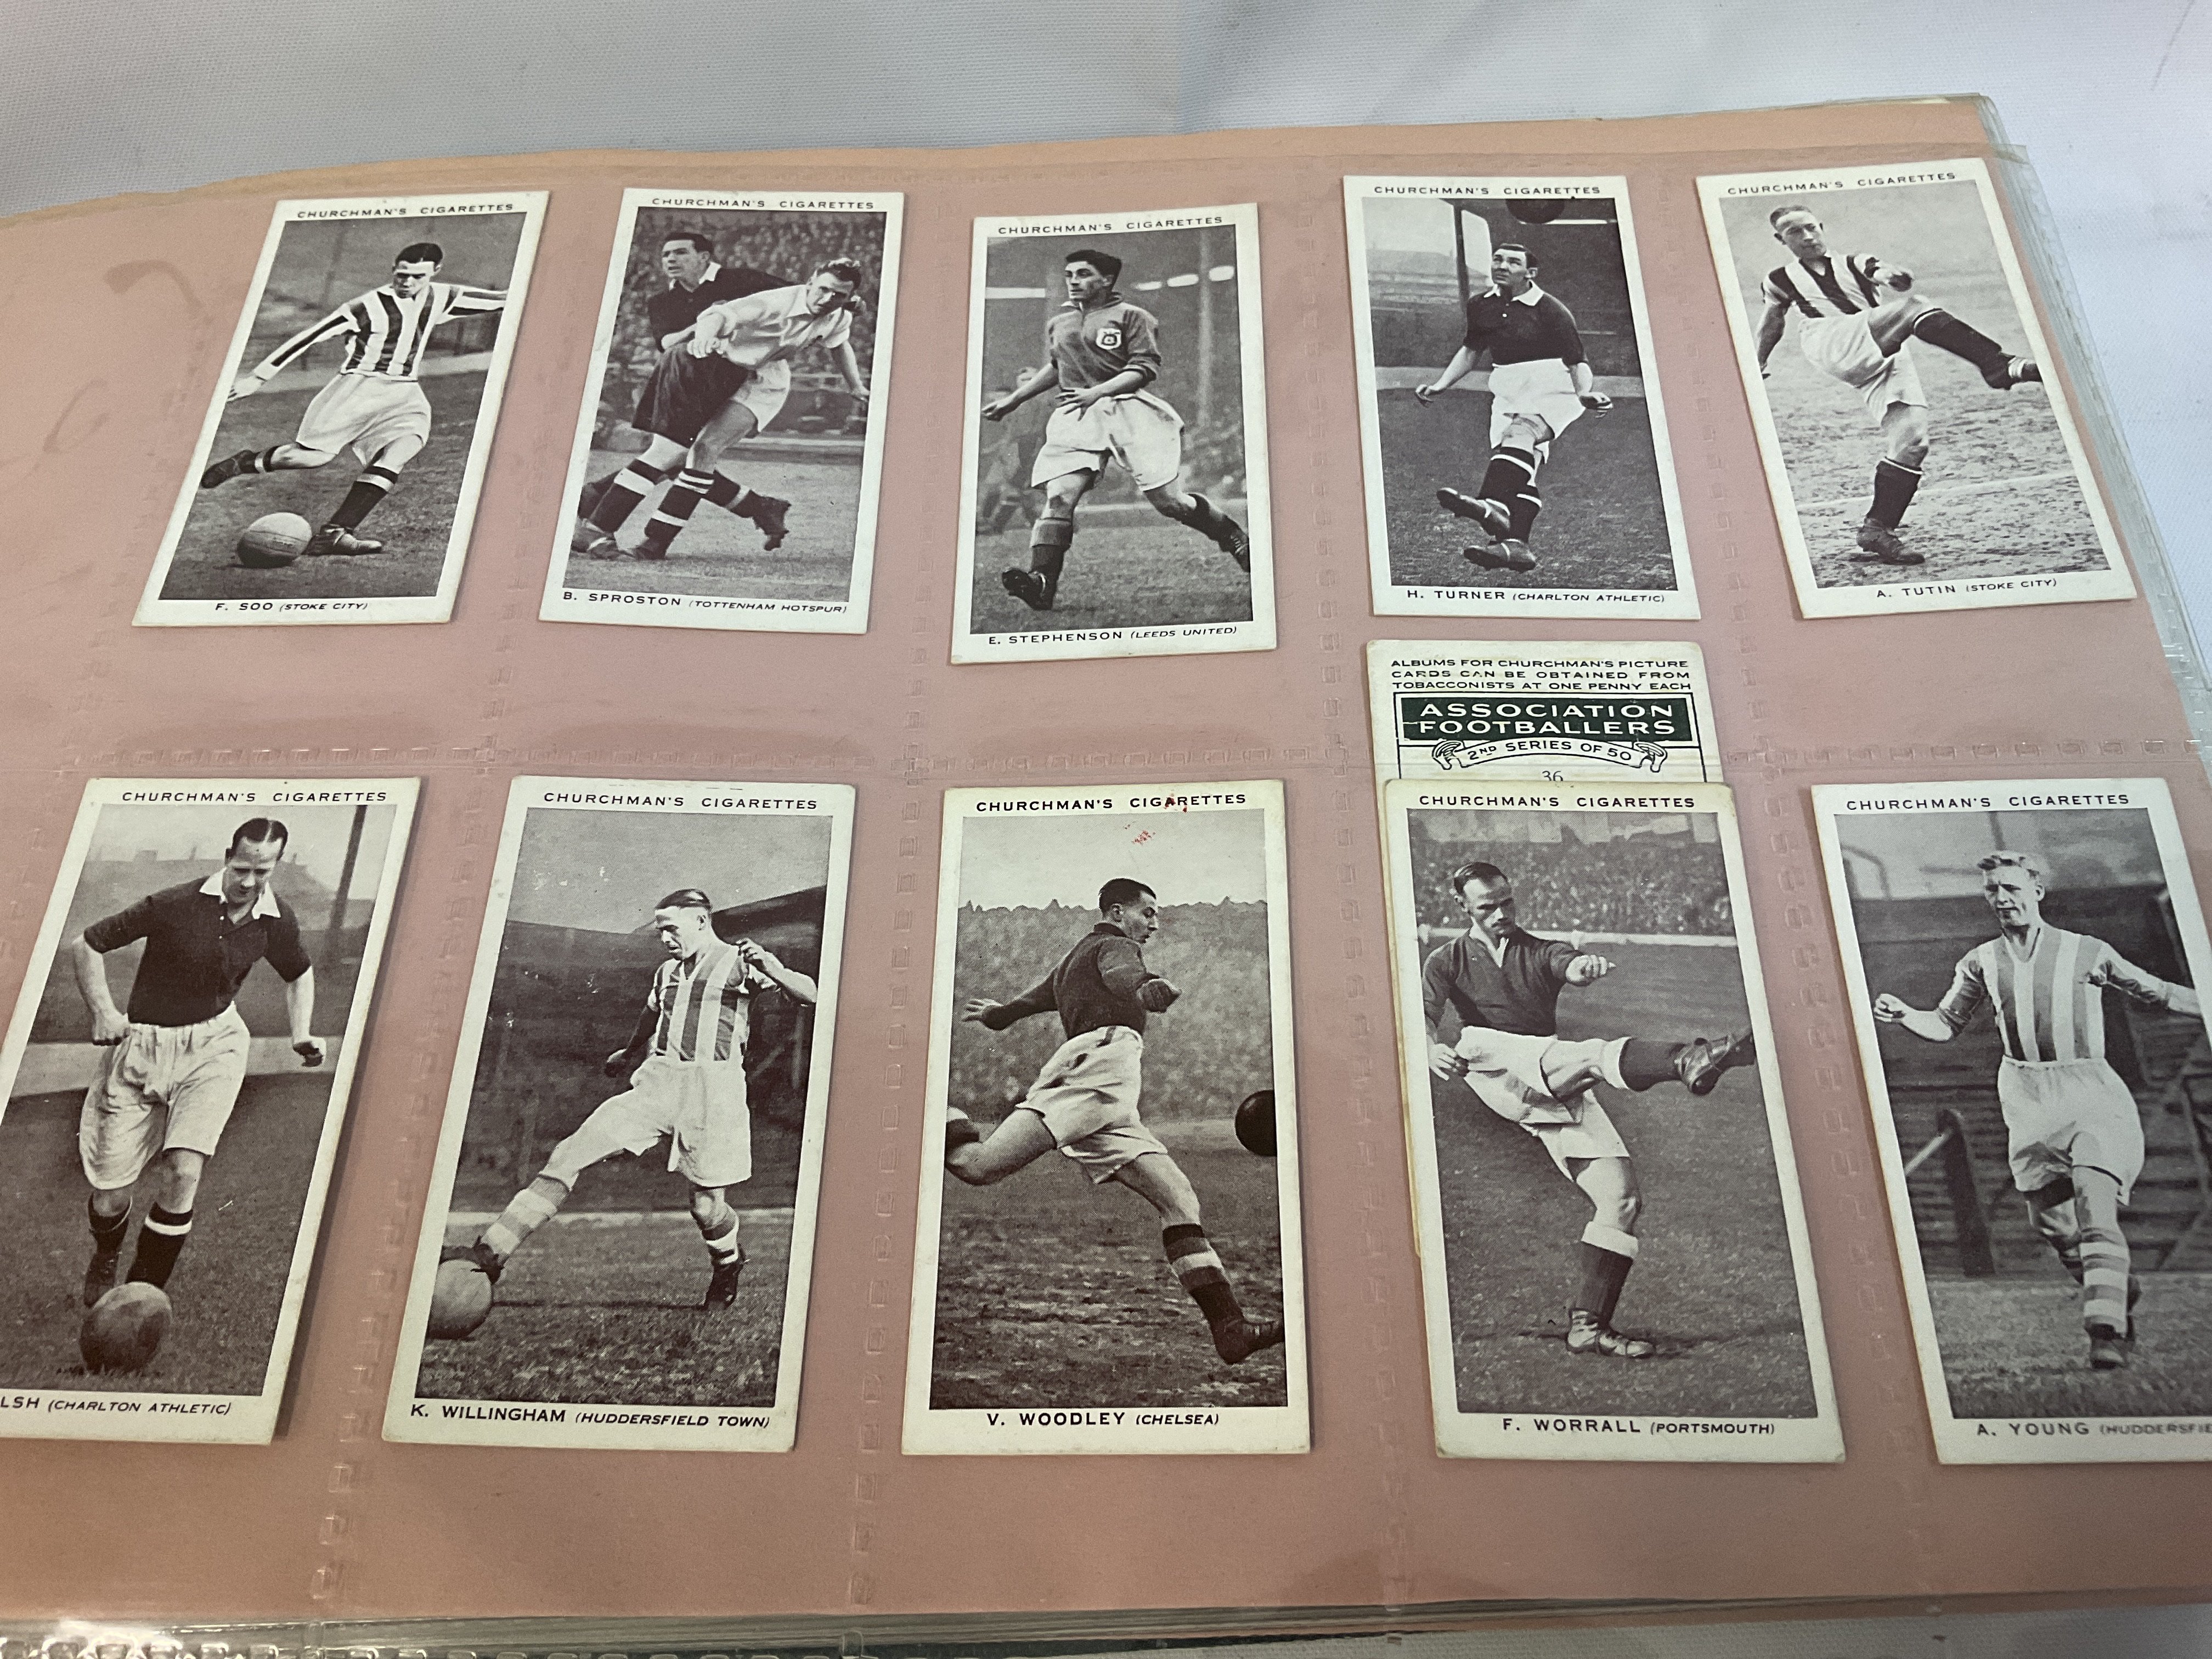 CHURCHMAN'S CIGARETTES
F. SOO (STOKE CITY)
CHURCHMAN'S CIGARETTES
B. SPROSTON (TOTTENHAM HOTSPUR)
CHURCHMAN'S CIGARETTES
E. STEPHENSON (LEEDS UNITED)
CHURCHMAN'S CIGARETTES
H. TURNER (CHARLTON ATHLETIC)
CHURCHMAN'S CIGARETTES
A. TUTIN (STOKE CITY)
ALBUMS FOR CHURCHMAN'S PICTURE
CARDS CAN BE OBTAINED FROM
TOBACCONISTS AT ONE PENNY EACH
ASSOCIATION
FOOTBALLERS
2ND SERIES OF 50
36
CHURCHMAN'S CIGARETTES
LSH (CHARLTON ATHLETIC)
CHURCHMAN'S CIGARETTES
K. WILLINGHAM (HUDDERSFIELD TOWN)
CHURCHMAN'S CIGARETTES
V. WOODLEY (CHELSEA)
CHURCHMAN'S CIGARETTES
F. WORRALL (PORTSMOUTH)
CHURCHMAN'S CIGARETTES
A. YOUNG (HUDDERSFIE